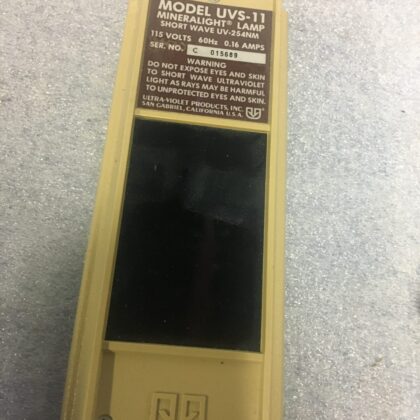 MODEL UVS-11
MINERALIGHT® LAMP
SHORT WAVE UV-254NM
115 VOLTS 60Hz 0.16 AMPS
SER. NO. C 015689
WARNING
DO NOT EXPOSE EYES AND SKIN
TO SHORT WAVE ULTRAVIOLET
LIGHT AS RAYS MAY BE HARMFUL
TO UNPROTECTED EYES AND SKIN.
ULTRA-VIOLET PRODUCTS, INC.
SAN GABRIEL, CALIFORNIA U.S.A.